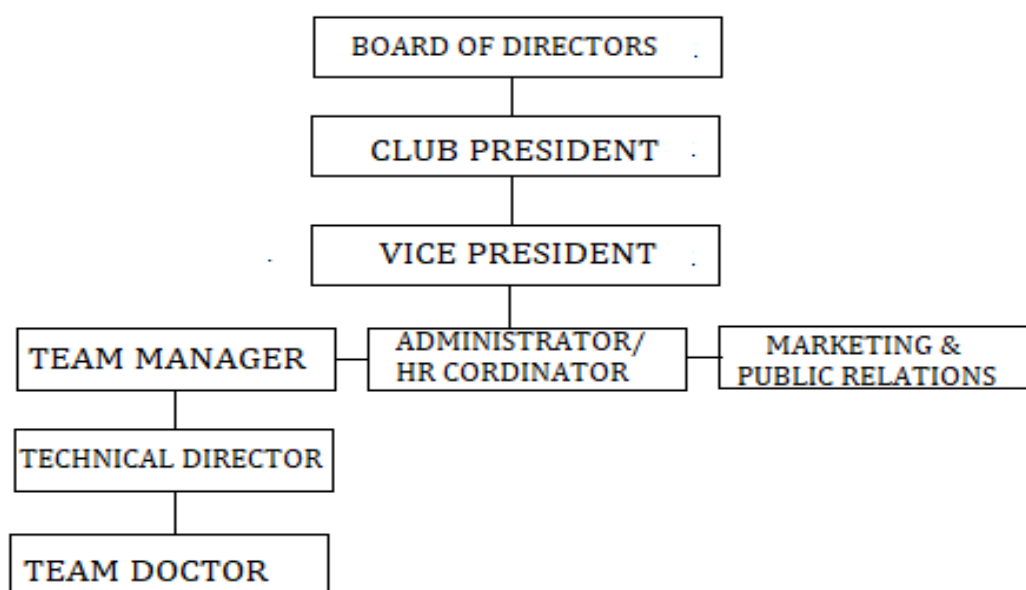 BOARD OF DIRECTORS
CLUB PRESIDENT
VICE PRESIDENT
TEAM MANAGER
ADMINISTRATOR/
HR CORDINATOR
MARKETING &
PUBLIC RELATIONS
TECHNICAL DIRECTOR
TEAM DOCTOR